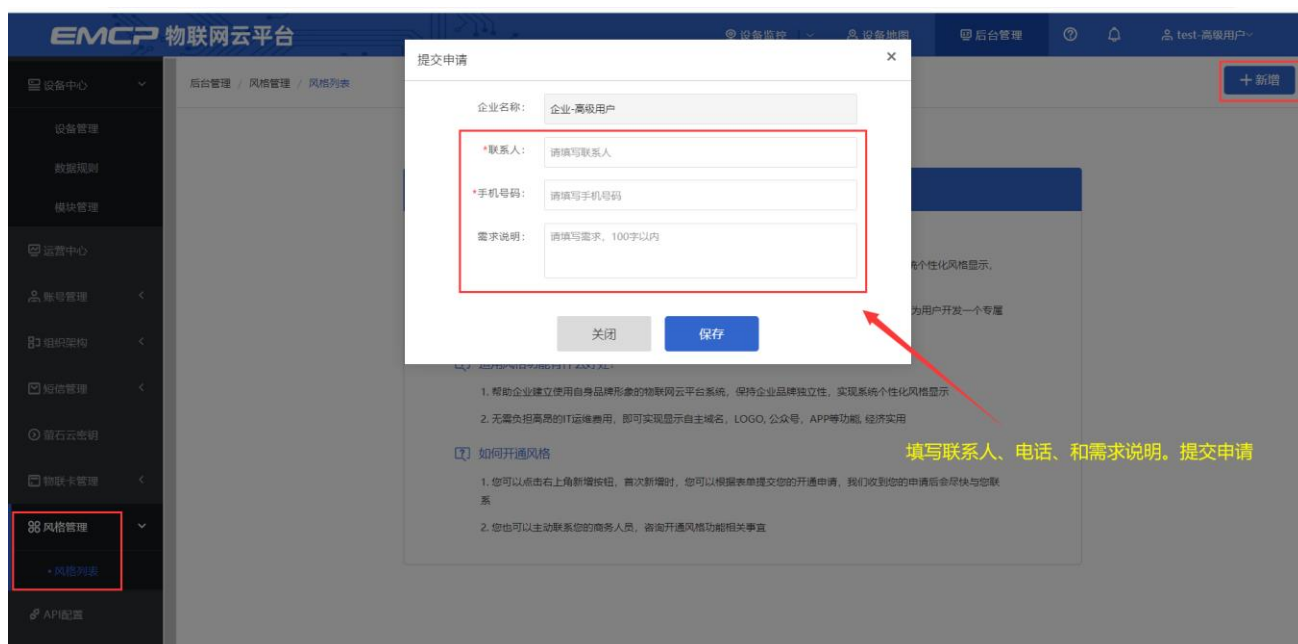 EMCP 物联网云平台
设备监控
设备地图
后台管理
test-高级用户
设备中心
设备管理
数据规则
模块管理
运营中心
账号管理
组织架构
短信管理
萤石云密钥
物联卡管理
风格管理
风格列表
API配置
后台管理 / 风格管理 / 风格列表
+新增
提交申请
×
企业名称: 企业-高级用户
*联系人: 请填写联系人
*手机号码: 请填写手机号码
需求说明: 请填写需求，100字以内
关闭
保存
个性化风格显示,
为用户开发一个专属
1. 帮助企业建立使用自身品牌形象的物联网云平台系统，保持企业品牌独立性，实现系统个性化风格显示
2. 无需负担高昂的IT运维费用，即可实现显示自主域名、LOGO, 公众号、APP等功能, 经济实用
如何开通风格
1. 您可以点击右上角新增按钮，首次新增时，您可以根据表单提交您的开通申请，我们收到您的申请后会尽快与您联
系
2. 您也可以主动联系您的商务人员，咨询开通风格功能相关事宜
填写联系人、电话、和需求说明。提交申请